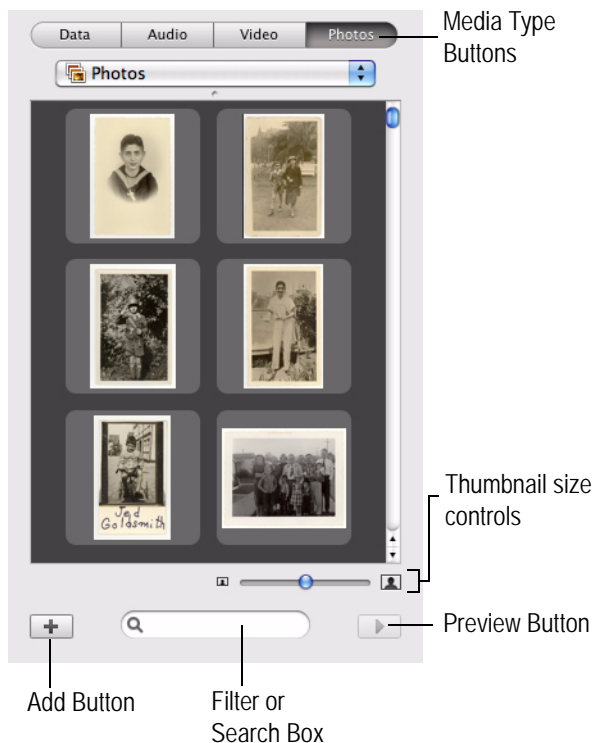 Data Audio Video Photos
Media Type
Buttons
Photos
Jed
Goldsmith
Thumbnail size
controls
Preview Button
Add Button
Filter or
Search Box